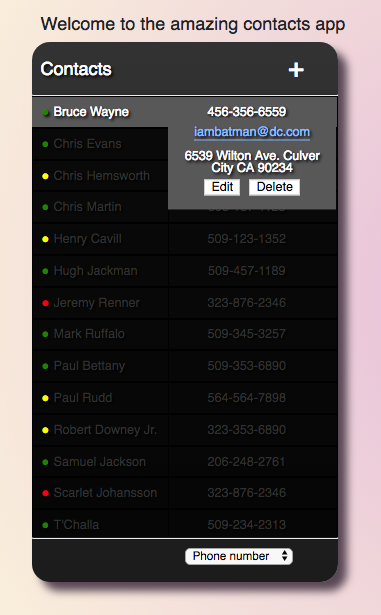 Welcome to the amazing contacts app
Contacts +
Bruce Wayne 456-356-6559
iambatman@dc.com
6539 Wilton Ave. Culver
City CA 90234
Edit Delete
Chris Evans
Chris Hemsworth
Chris Martin
Henry Cavill 509-123-1352
Hugh Jackman 509-457-1189
Jeremy Renner 323-876-2346
Mark Ruffalo 509-345-3257
Paul Bettany 509-353-6890
Paul Rudd 564-564-7898
Robert Downey Jr. 323-353-6890
Samuel Jackson 206-248-2761
Scarlet Johansson 323-876-2346
T'Challa 509-234-2313
Phone number